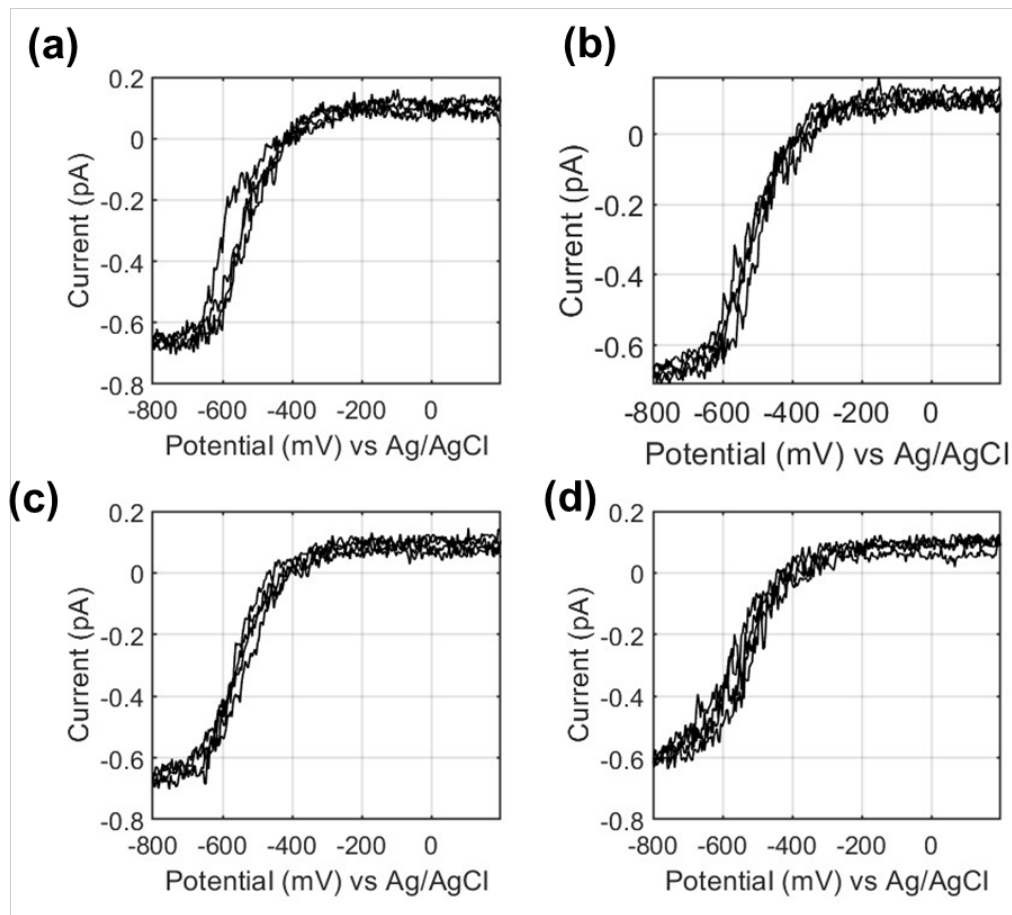 (a)
0.2
0
-0.2
-0.4
-0.6
-0.8
Current (pA)
-800 -600 -400 -200 0
Potential (mV) vs Ag/AgCl
(b)
0
-0.2
-0.4
-0.6
Current (pA)
-800 -600 -400 -200 0
Potential (mV) vs Ag/AgCl
(c)
0.2
0
-0.2
-0.4
-0.6
-0.8
Current (pA)
-800 -600 -400 -200 0
Potential (mV) vs Ag/AgCl
(d)
0.2
0
-0.2
-0.4
-0.6
-0.8
Current (pA)
-800 -600 -400 -200 0
Potential (mV) vs Ag/AgCl